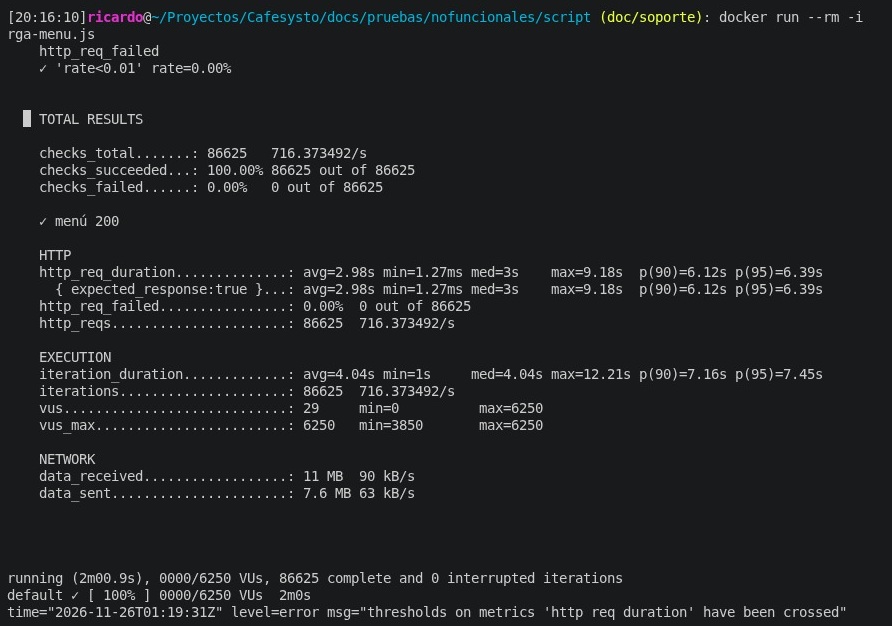 [20:16:10]ricardo@~/Proyectos/Cafesysto/docs/pruebas/nofuncionales/script (doc/soporte): docker run --rm -i
rga-menu.js
http_req_failed
✓ 'rate<0.01' rate=0.00%
█ TOTAL RESULTS
checks_total.......: 86625   716.373492/s
checks_succeeded...: 100.00% 86625 out of 86625
checks_failed......: 0.00%   0 out of 86625
✓ menú 200
HTTP
http_req_duration..............: avg=2.98s min=1.27ms med=3s    max=9.18s  p(90)=6.12s p(95)=6.39s
{ expected_response:true }...: avg=2.98s min=1.27ms med=3s    max=9.18s  p(90)=6.12s p(95)=6.39s
http_req_failed................: 0.00%  0 out of 86625
http_reqs......................: 86625  716.373492/s
EXECUTION
iteration_duration.............: avg=4.04s min=1s     med=4.04s max=12.21s p(90)=7.16s p(95)=7.45s
iterations.....................: 86625  716.373492/s
vus............................: 29     min=0          max=6250
vus_max........................: 6250   min=3850       max=6250
NETWORK
data_received..................: 11 MB  90 kB/s
data_sent......................: 7.6 MB 63 kB/s
running (2m00.9s), 0000/6250 VUs, 86625 complete and 0 interrupted iterations
default ✓ [ 100% ] 0000/6250 VUs  2m0s
time="2026-11-26T01:19:31Z" level=error msg="thresholds on metrics 'http_req_duration' have been crossed"